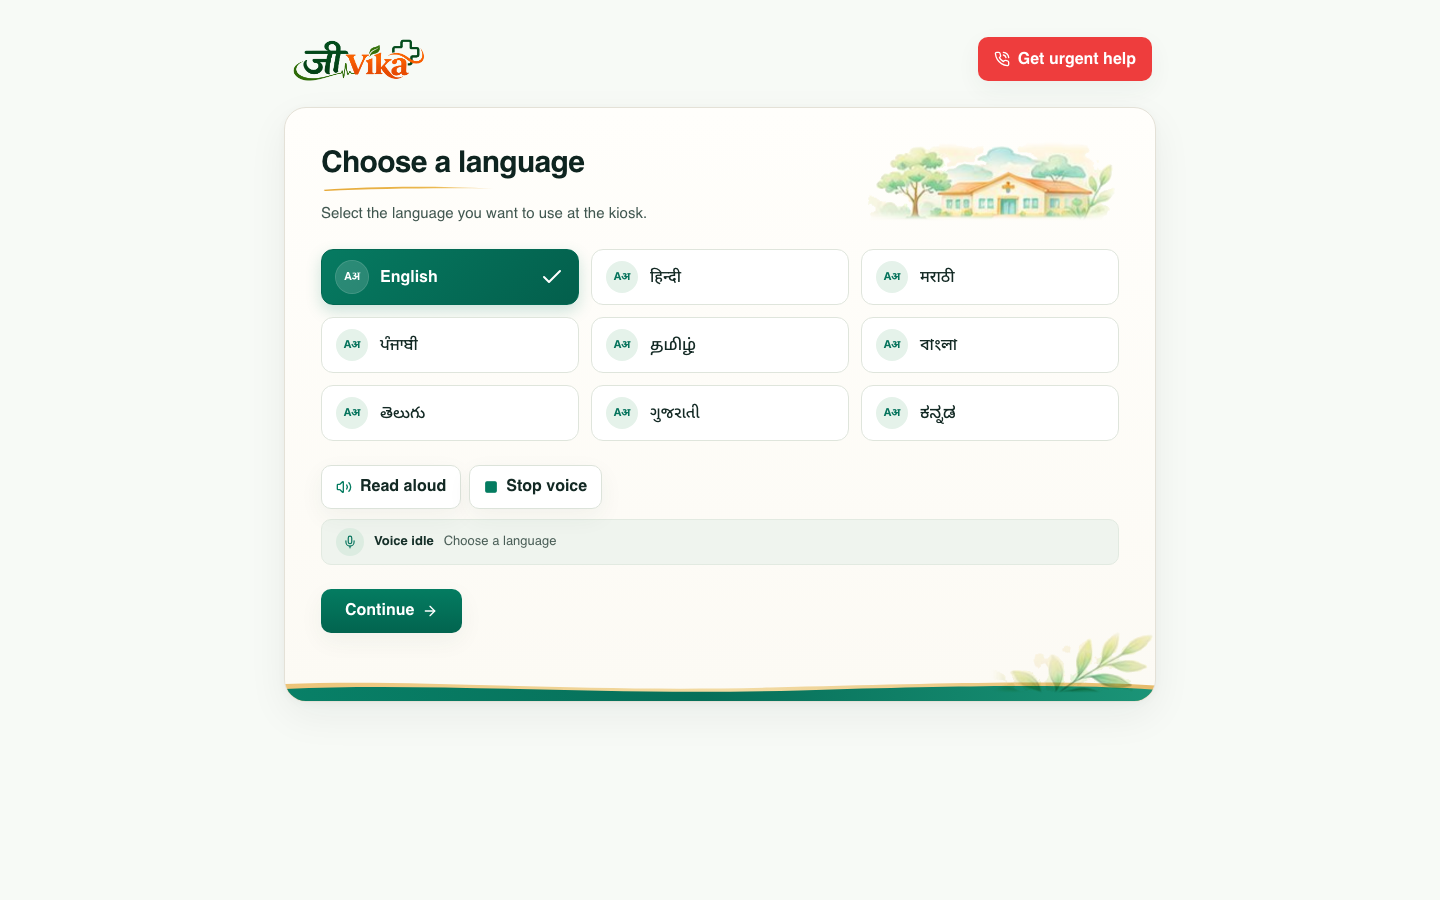 जीVika
Get urgent help
Choose a language
Select the language you want to use at the kiosk.
Aअ English
Aअ हिन्दी
Aअ मराठी
Aअ ਪੰਜਾਬੀ
Aअ தமிழ்
Aअ বাংলা
Aअ తెలుగు
Aअ ગુજરાતી
Aअ ಕನ್ನಡ
Read aloud
Stop voice
Voice idle Choose a language
Continue